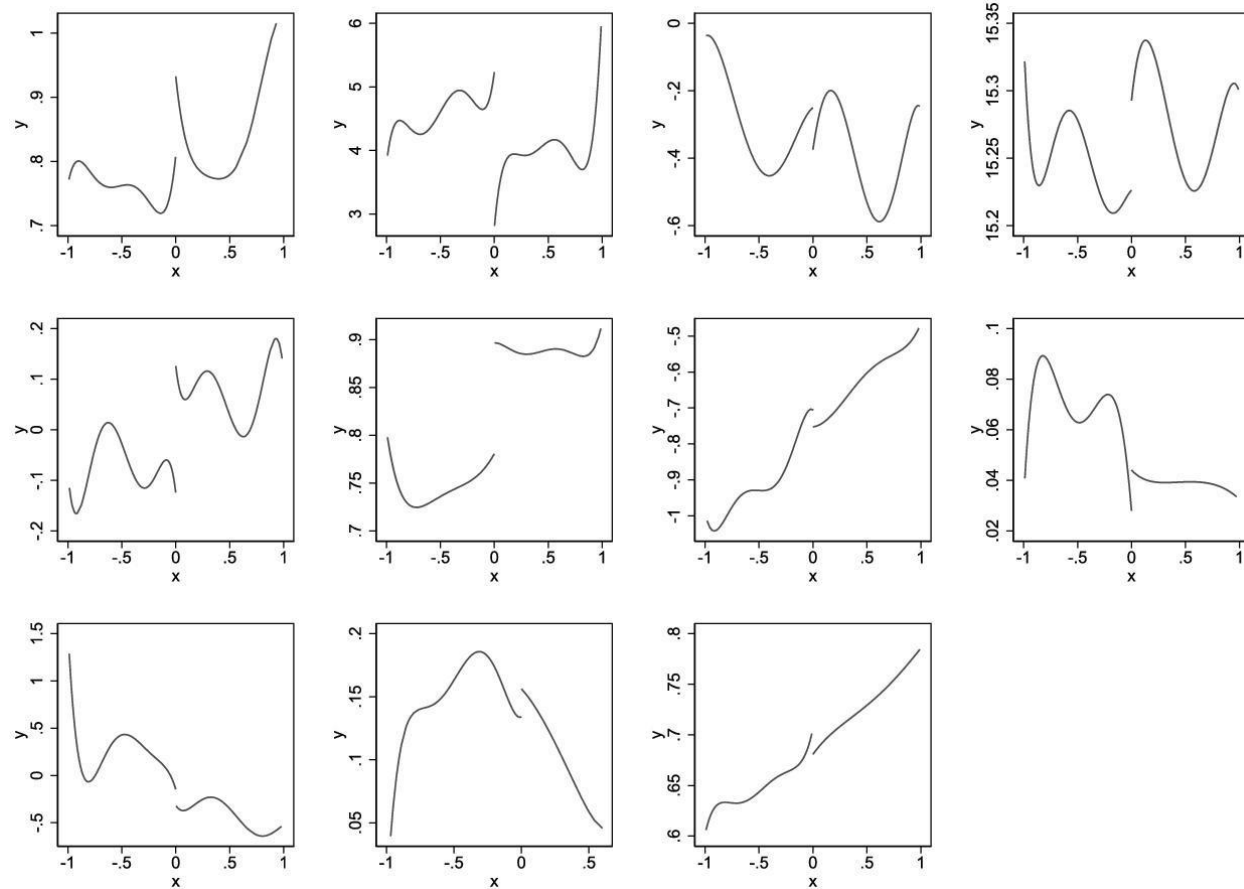 1
.9
.8
.7
y
-1 -.5 0 .5 1
x
6
5
4
3
y
-1 -.5 0 .5 1
x
0
-.2
-.4
-.6
y
-1 -.5 0 .5 1
x
15.35
15.3
15.25
15.2
y
-1 -.5 0 .5 1
x
.2
.1
0
-.1
-.2
y
-1 -.5 0 .5 1
x
.9
.85
.8
.75
.7
y
-1 -.5 0 .5 1
x
-.5
-.6
-.7
-.8
-.9
-1
y
-1 -.5 0 .5 1
x
.1
.08
.06
.04
.02
y
-1 -.5 0 .5 1
x
1.5
1
.5
0
-.5
y
-1 -.5 0 .5 1
x
.2
.15
.1
.05
y
-1 -.5 0 .5
x
.8
.75
.7
.65
.6
y
-1 -.5 0 .5 1
x